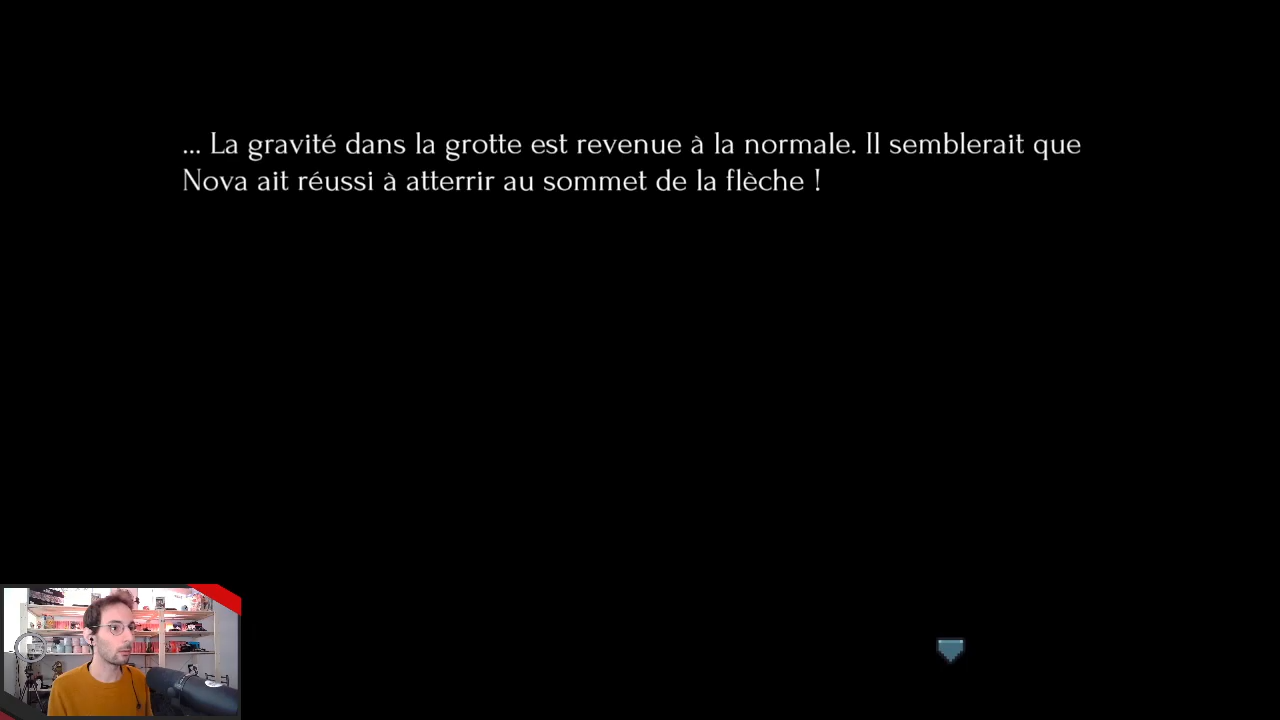 ... La gravité dans la grotte est revenue à la normale. Il semblerait que
Nova ait réussi à atterrir au sommet de la flèche !